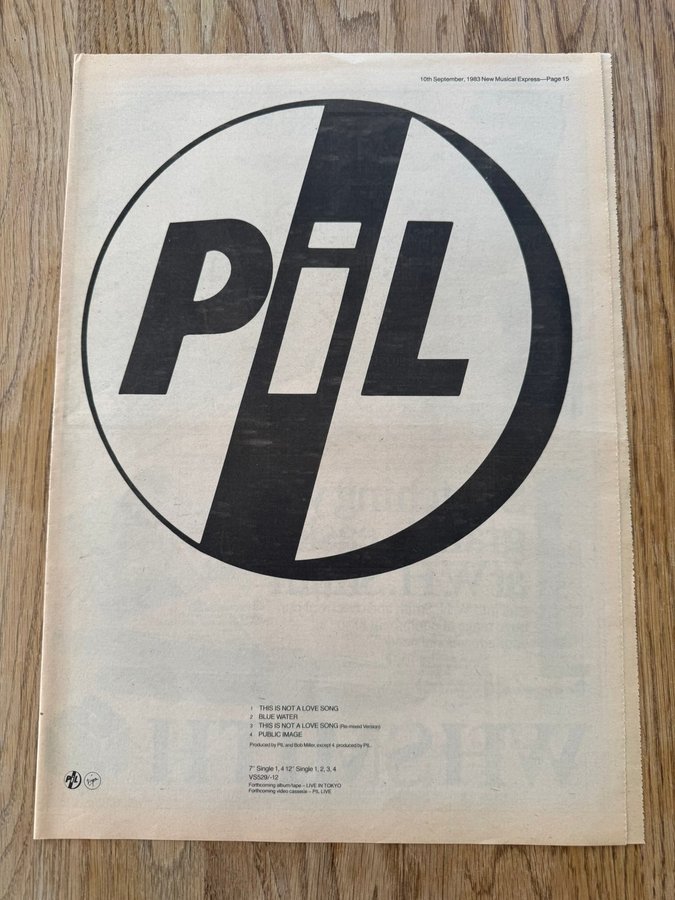 10th September, 1983 New Musical Express—Page 15
PiL
1 THIS IS NOT A LOVE SONG
2 BLUE WATER
3 THIS IS NOT A LOVE SONG (Re-mixed Version)
4 PUBLIC IMAGE
Produced by PiL and Bob Miller, except 4. produced by PiL.
7" Single 1, 4 12" Single 1, 2, 3, 4
VS529/-12
Forthcoming album/tape – LIVE IN TOKYO
Forthcoming video cassette – PiL LIVE
PiL
Virgin